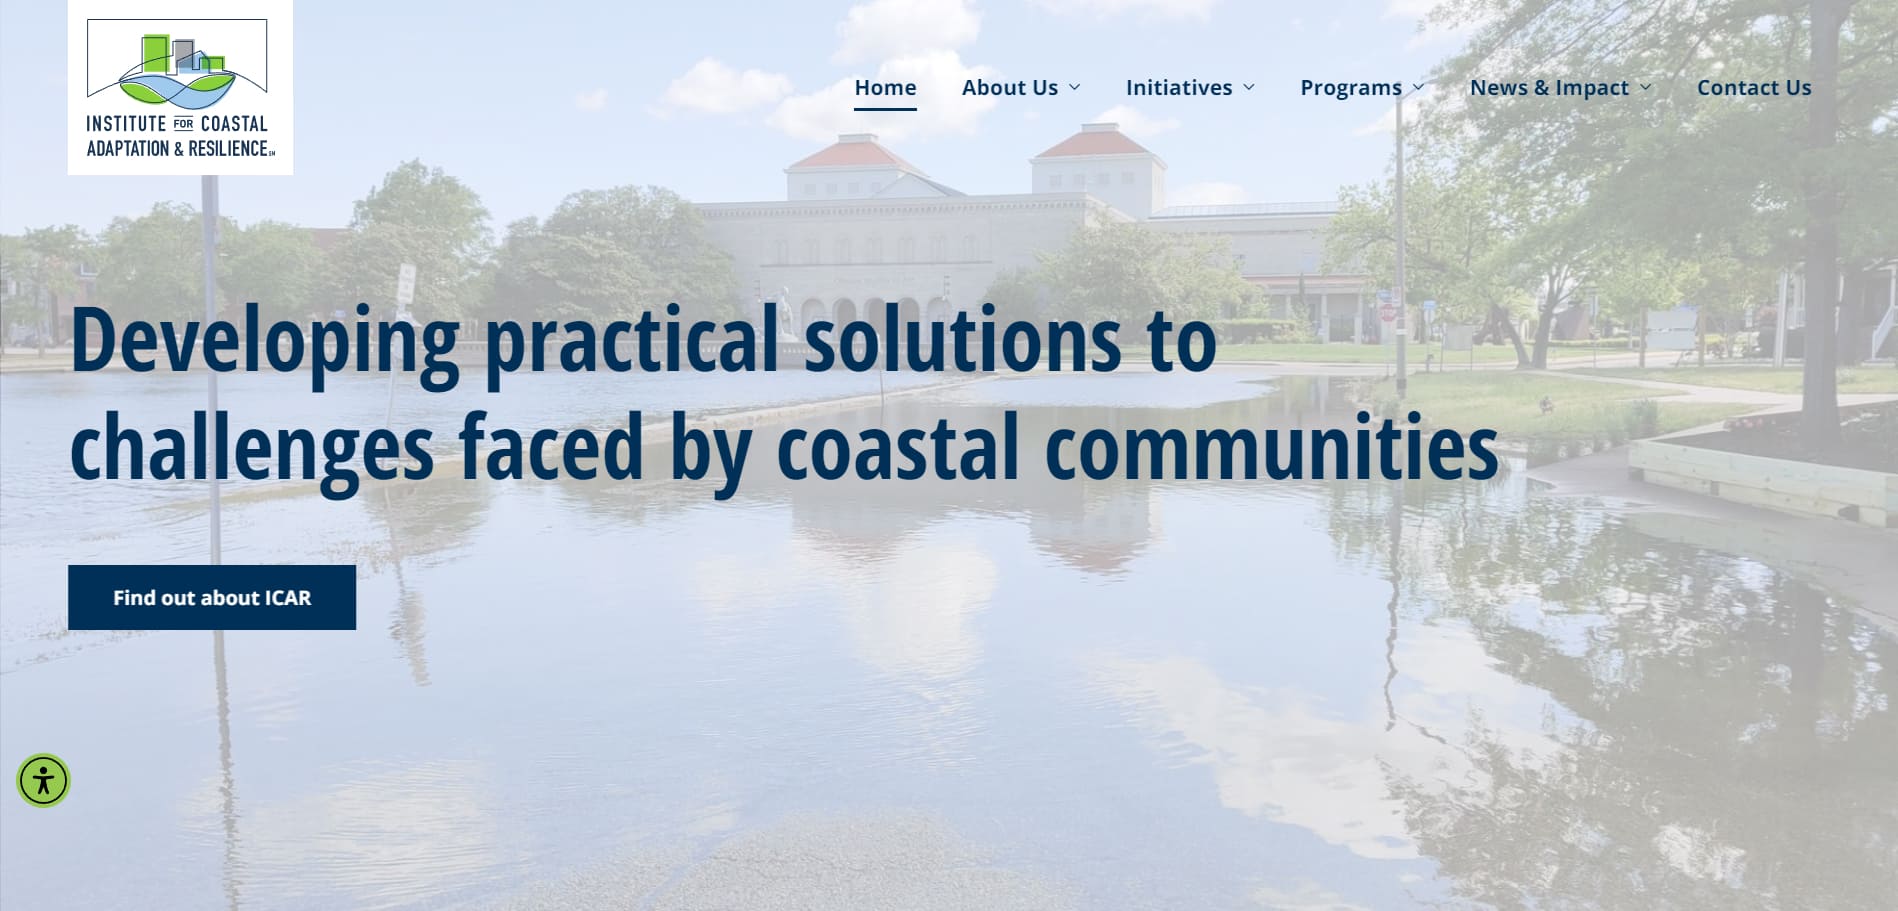 INSTITUTE FOR COASTAL
ADAPTATION & RESILIENCE
Home About Us Initiatives Programs News & Impact Contact Us
Developing practical solutions to
challenges faced by coastal communities
Find out about ICAR